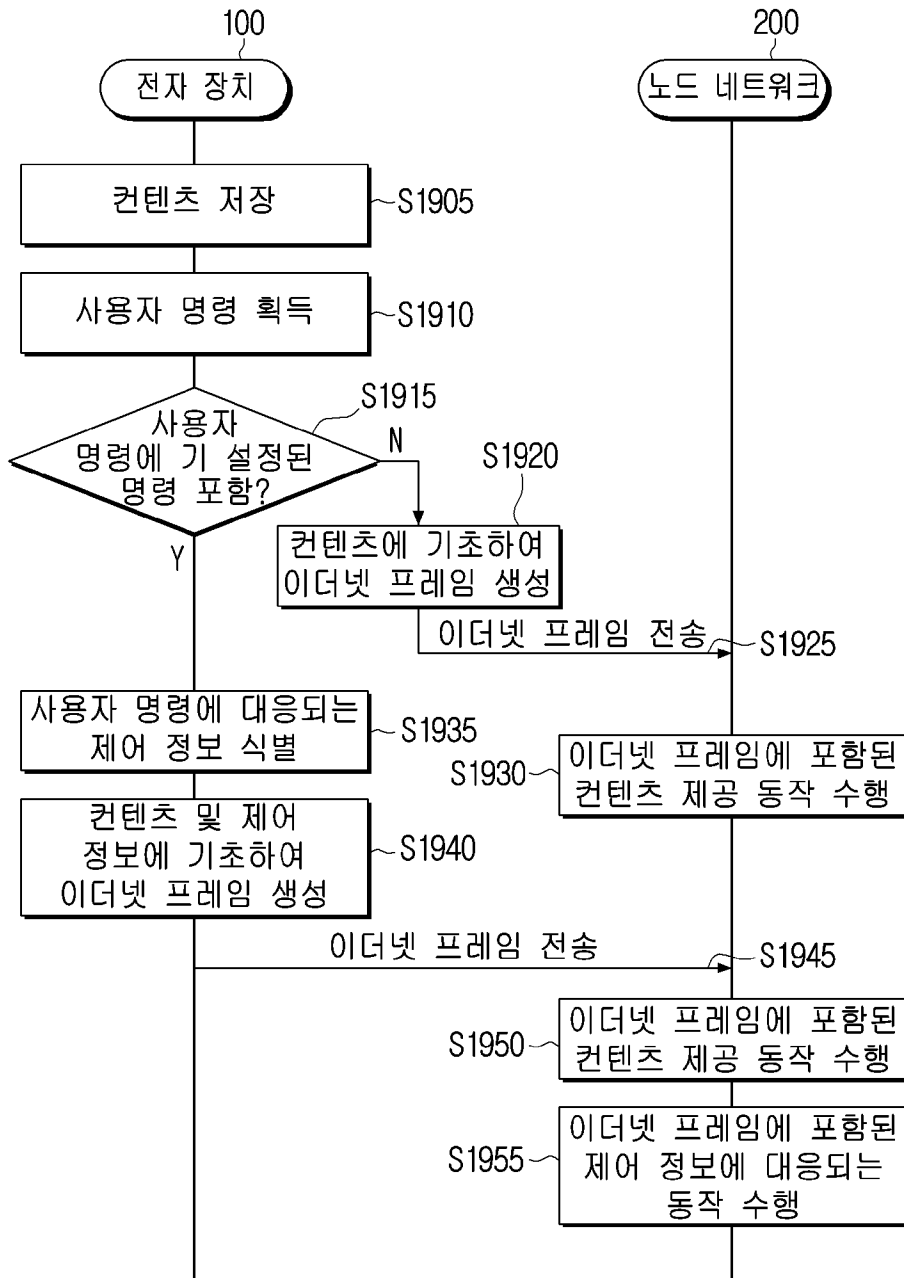 100
200
전자 장치
노드 네트워크
컨텐츠 저장
S1905
사용자 명령 획득
S1910
S1915
사용자
명령에 기 설정된
명령 포함?
N
Y
S1920
컨텐츠에 기초하여
이더넷 프레임 생성
이더넷 프레임 전송
S1925
사용자 명령에 대응되는
제어 정보 식별
S1935
S1930
이더넷 프레임에 포함된
컨텐츠 제공 동작 수행
컨텐츠 및 제어
정보에 기초하여
이더넷 프레임 생성
S1940
이더넷 프레임 전송
S1945
S1950
이더넷 프레임에 포함된
컨텐츠 제공 동작 수행
S1955
이더넷 프레임에 포함된
제어 정보에 대응되는
동작 수행